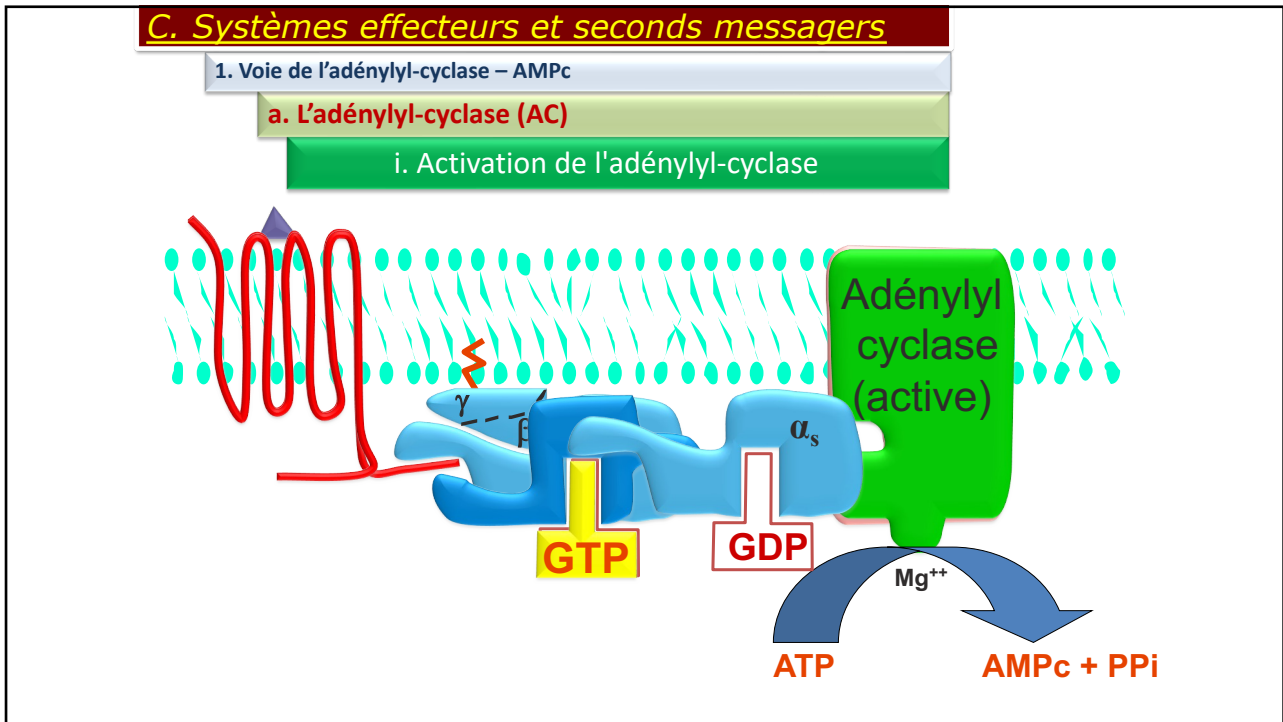 C. Systèmes effecteurs et seconds messagers
1. Voie de l’adénylyl-cyclase – AMPc
a. L’adénylyl-cyclase (AC)
i. Activation de l'adénylyl-cyclase
Adénylyl
cyclase
(active)
γ
β
αs
GTP
GDP
Mg++
ATP
AMPc + PPi